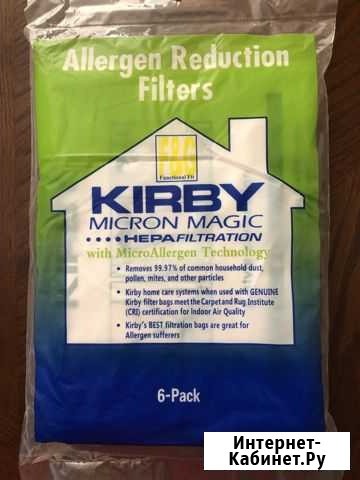 Allergen Reduction
Filters
F&G
Functional Fit
KIRBY
MICRON MAGIC
••••HEPAFILTRATION
with MicroAllergen Technology
• Removes 99.97% of common household dust,
pollen, mites, and other particles
• Kirby home care systems when used with GENUINE
Kirby filter bags meet the Carpet and Rug Institute
(CRI) certification for Indoor Air Quality
• Kirby's BEST filtration bags are great for
Allergen sufferers
6-Pack
Интернет-
Кабинет.Ру